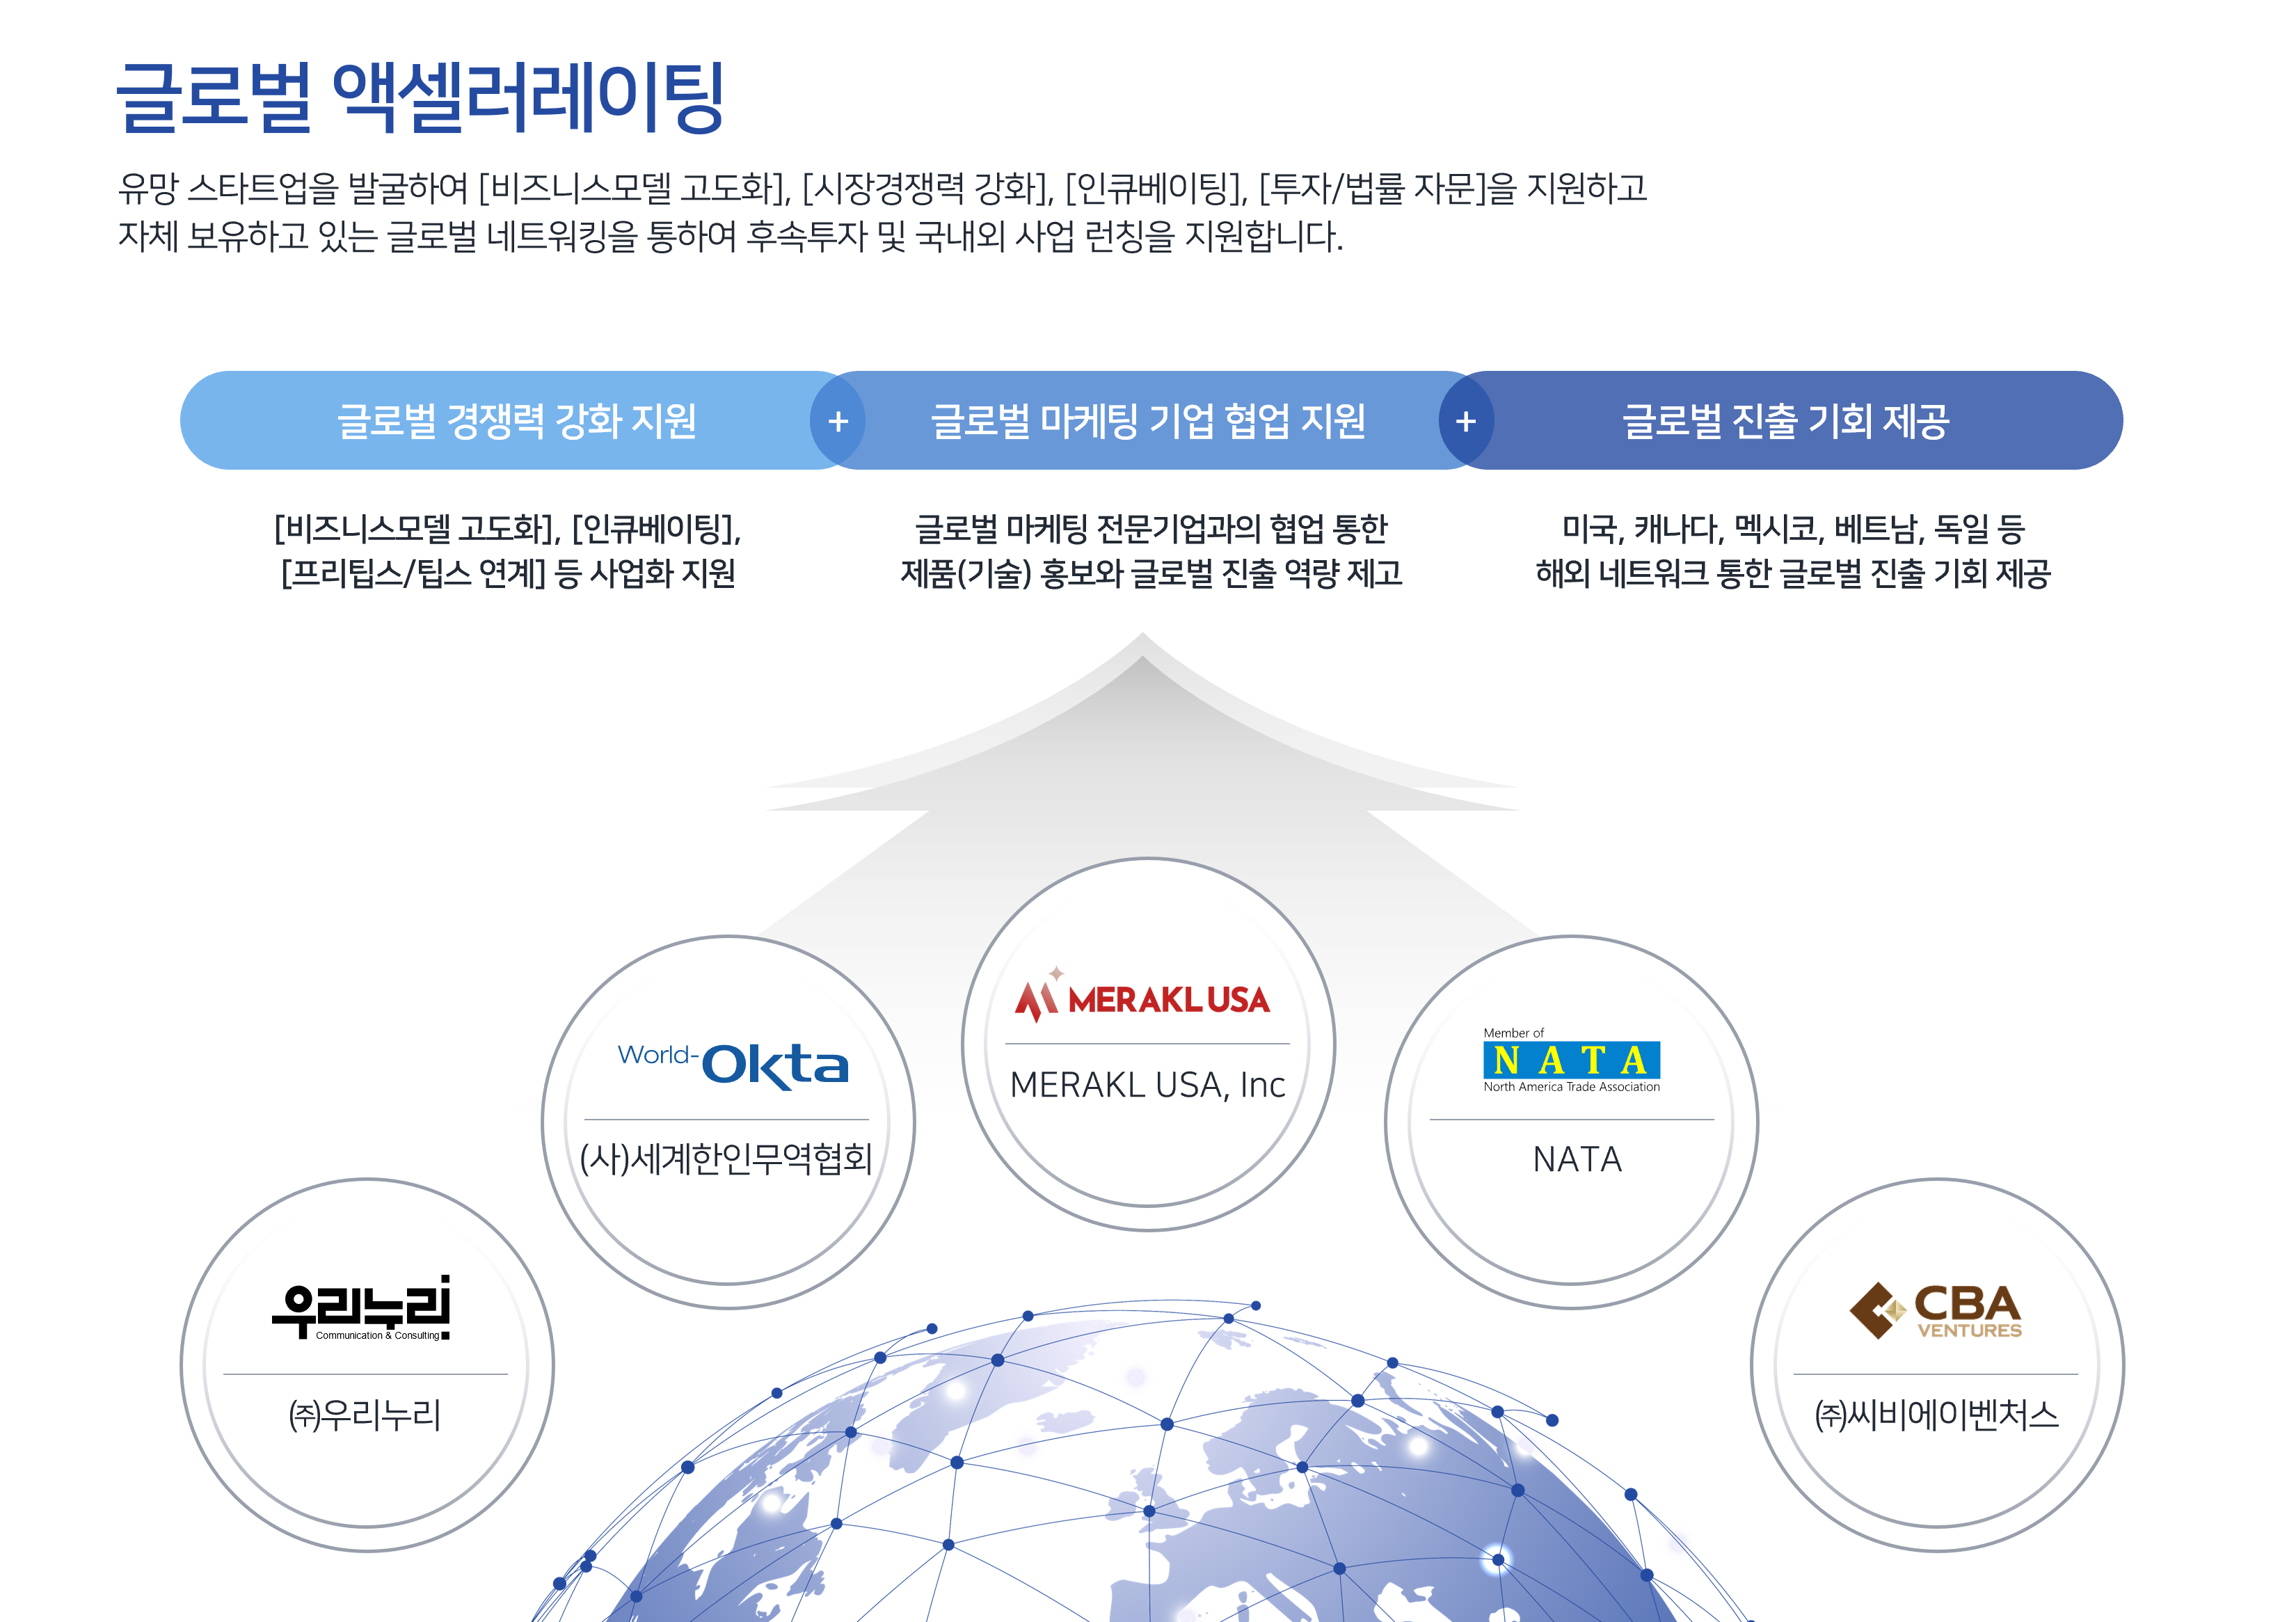 글로벌 액셀러레이팅
유망 스타트업을 발굴하여 [비즈니스모델 고도화], [시장경쟁력 강화], [인큐베이팅], [투자/법률 자문]을 지원하고
자체 보유하고 있는 글로벌 네트워킹을 통하여 후속투자 및 국내외 사업 런칭을 지원합니다.
글로벌 경쟁력 강화 지원
+
글로벌 마케팅 기업 협업 지원
+
글로벌 진출 기회 제공
[비즈니스모델 고도화], [인큐베이팅],
[프리팁스/팁스 연계] 등 사업화 지원
글로벌 마케팅 전문기업과의 협업 통한
제품(기술) 홍보와 글로벌 진출 역량 제고
미국, 캐나다, 멕시코, 베트남, 독일 등
해외 네트워크 통한 글로벌 진출 기회 제공
우리누리
Communication & Consulting
㈜우리누리
World-Okta
(사)세계한인무역협회
MERAKL USA
MERAKL USA, Inc
Member of
NATA
North America Trade Association
NATA
CBA
VENTURES
㈜씨비에이벤처스